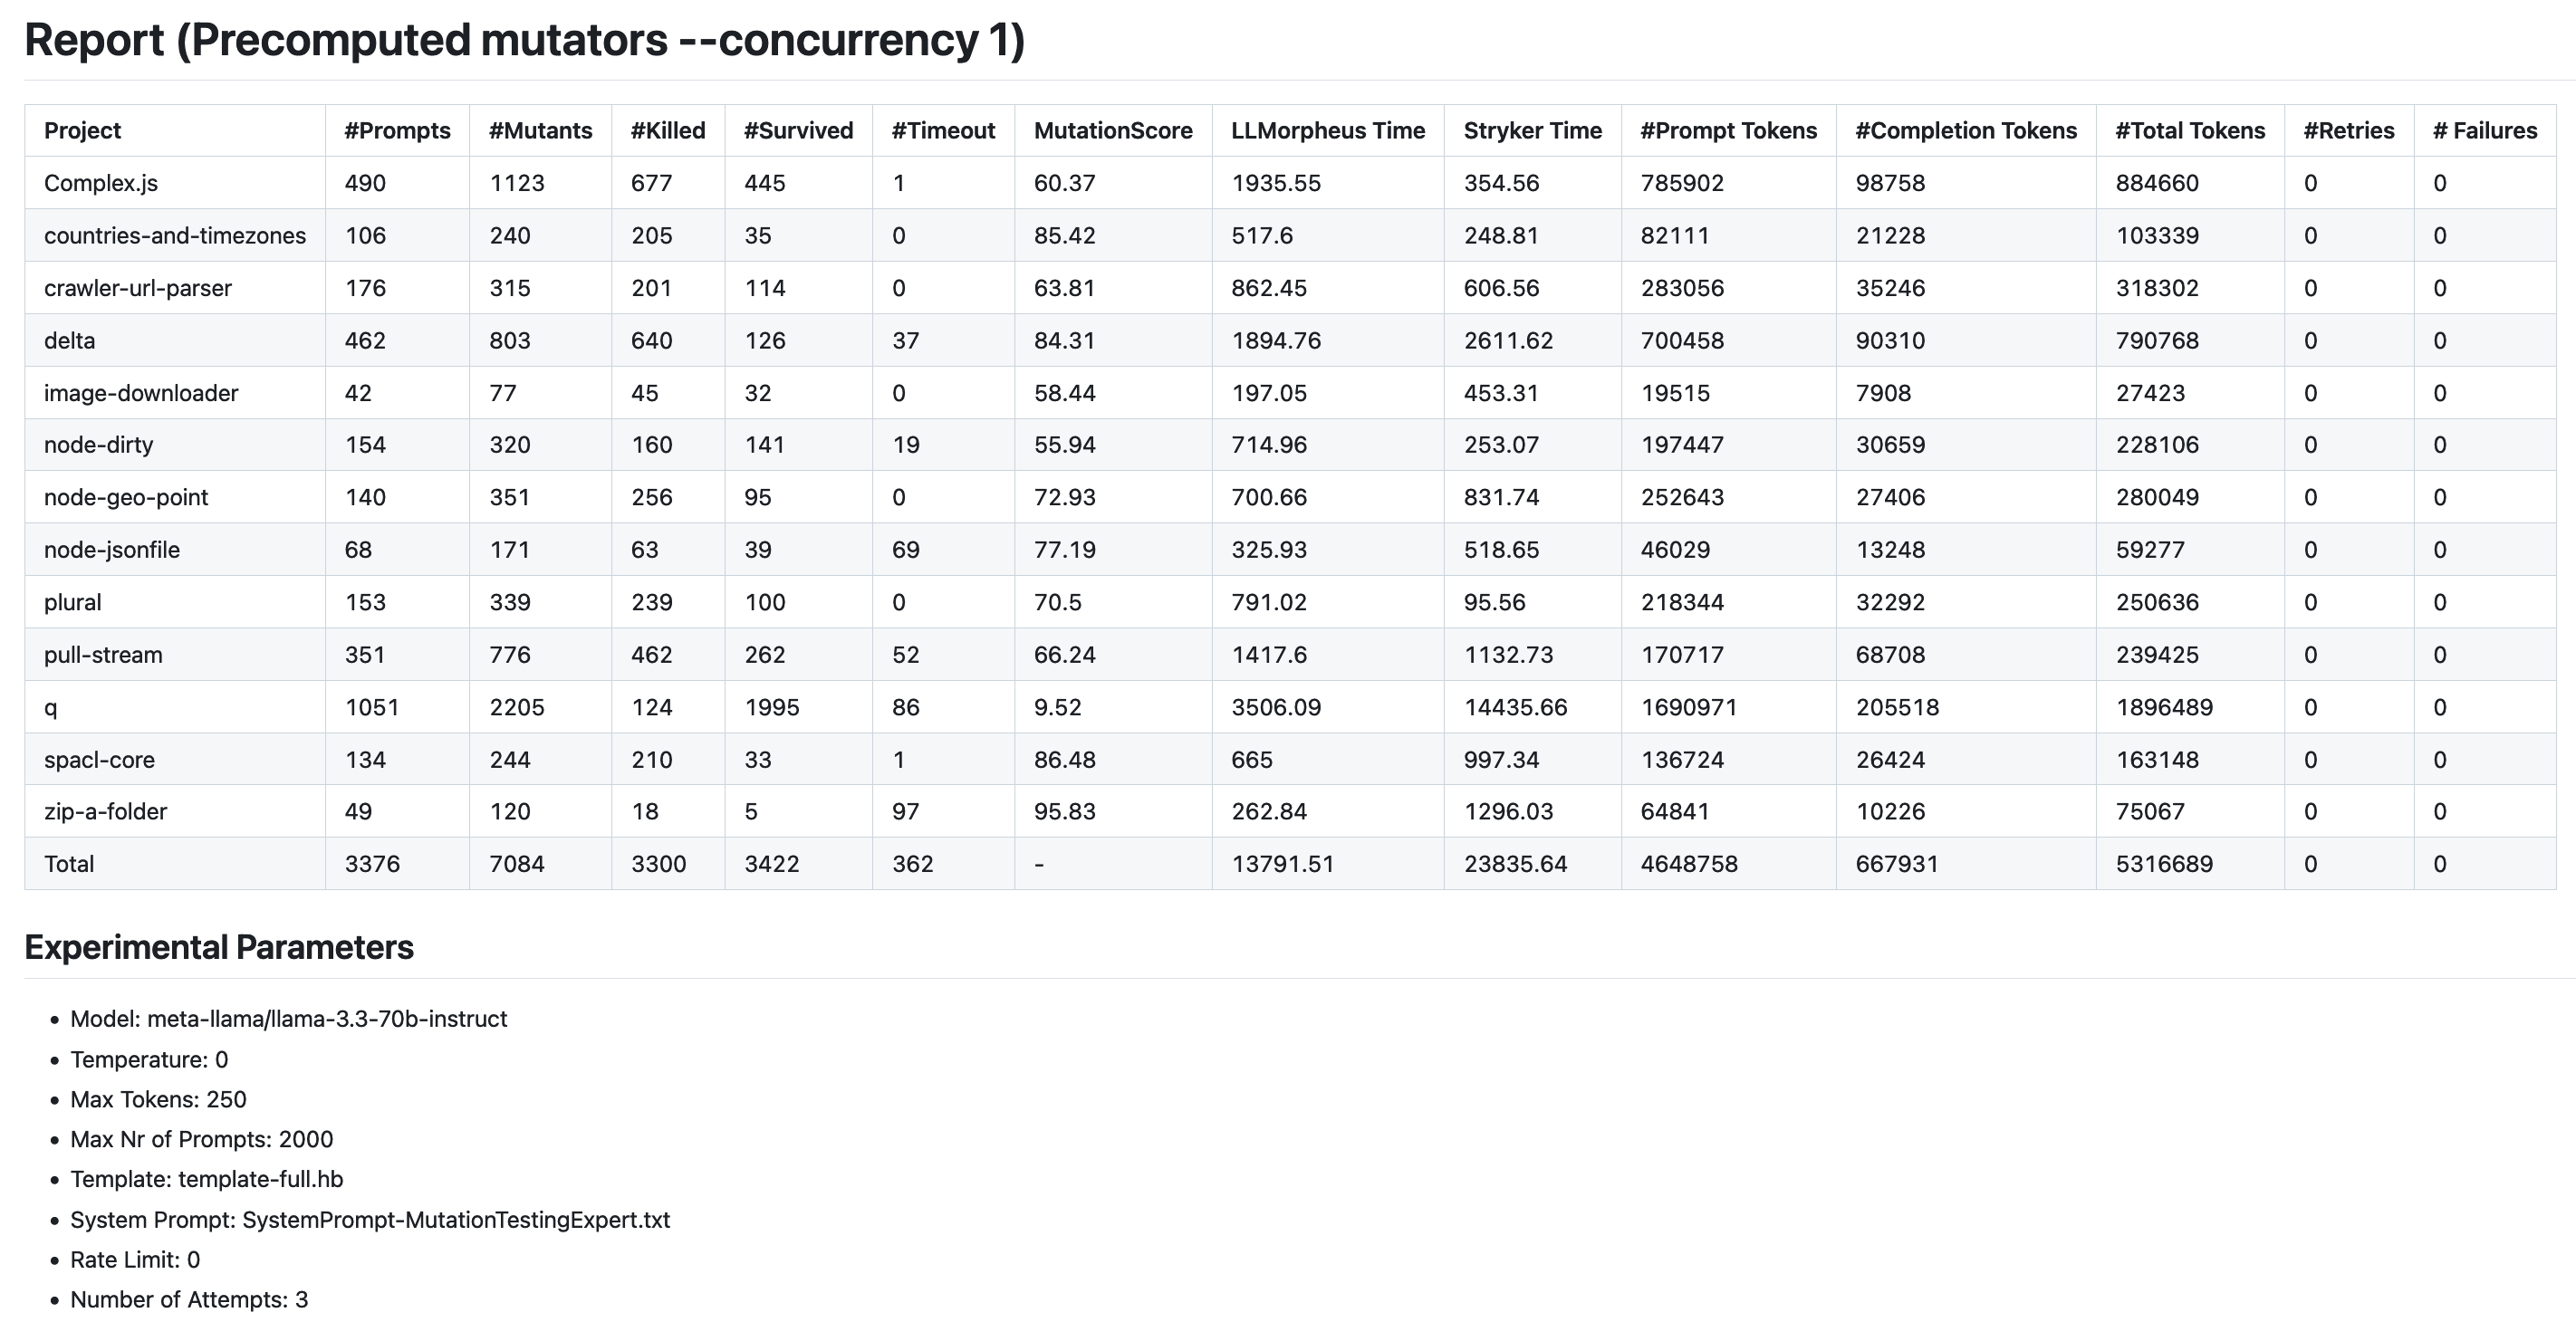 Report (Precomputed mutators --concurrency 1)
Project #Prompts #Mutants #Killed #Survived #Timeout MutationScore LLMorpheus Time Stryker Time #Prompt Tokens #Completion Tokens #Total Tokens #Retries # Failures
Complex.js 490 1123 677 445 1 60.37 1935.55 354.56 785902 98758 884660 0 0
countries-and-timezones 106 240 205 35 0 85.42 517.6 248.81 82111 21228 103339 0 0
crawler-url-parser 176 315 201 114 0 63.81 862.45 606.56 283056 35246 318302 0 0
delta 462 803 640 126 37 84.31 1894.76 2611.62 700458 90310 790768 0 0
image-downloader 42 77 45 32 0 58.44 197.05 453.31 19515 7908 27423 0 0
node-dirty 154 320 160 141 19 55.94 714.96 253.07 197447 30659 228106 0 0
node-geo-point 140 351 256 95 0 72.93 700.66 831.74 252643 27406 280049 0 0
node-jsonfile 68 171 63 39 69 77.19 325.93 518.65 46029 13248 59277 0 0
plural 153 339 239 100 0 70.5 791.02 95.56 218344 32292 250636 0 0
pull-stream 351 776 462 262 52 66.24 1417.6 1132.73 170717 68708 239425 0 0
q 1051 2205 124 1995 86 9.52 3506.09 14435.66 1690971 205518 1896489 0 0
spacl-core 134 244 210 33 1 86.48 665 997.34 136724 26424 163148 0 0
zip-a-folder 49 120 18 5 97 95.83 262.84 1296.03 64841 10226 75067 0 0
Total 3376 7084 3300 3422 362 - 13791.51 23835.64 4648758 667931 5316689 0 0
Experimental Parameters
• Model: meta-llama/llama-3.3-70b-instruct
• Temperature: 0
• Max Tokens: 250
• Max Nr of Prompts: 2000
• Template: template-full.hb
• System Prompt: SystemPrompt-MutationTestingExpert.txt
• Rate Limit: 0
• Number of Attempts: 3